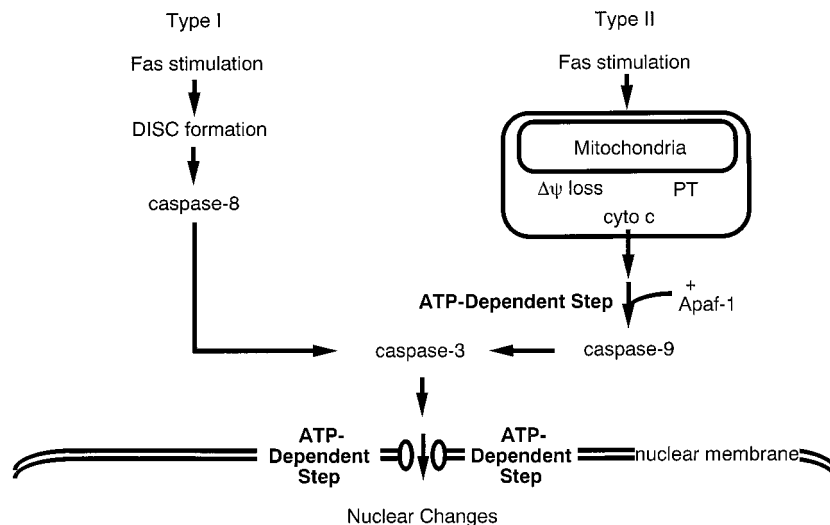 Type I
Type II
Fas stimulation
Fas stimulation
DISC formation
Mitochondria
Δψ loss
PT
caspase-8
cyto c
ATP-Dependent Step
+
Apaf-1
caspase-3
caspase-9
ATP-
Dependent
Step
ATP-
Dependent
Step
nuclear membrane
Nuclear Changes